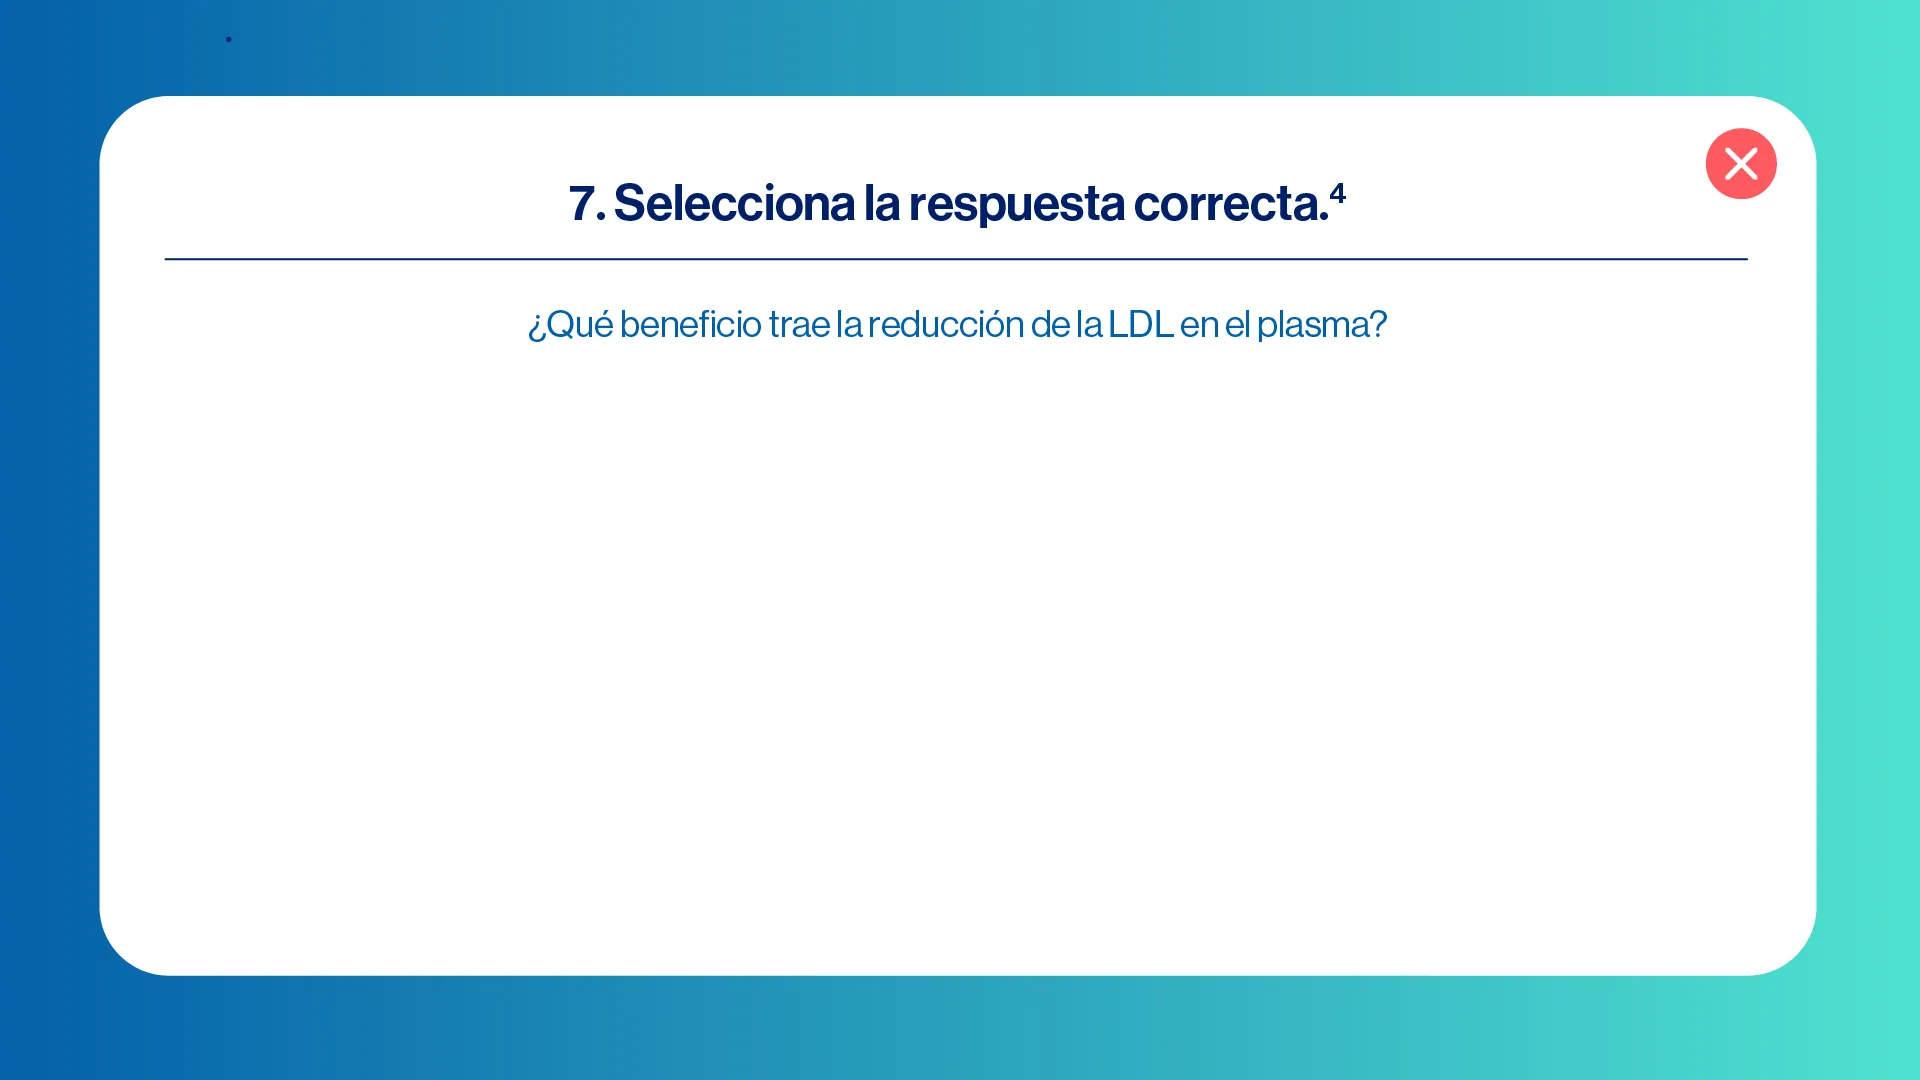 7. Selecciona la respuesta correcta.⁴
¿Qué beneficio trae la reducción de la LDL en el plasma?